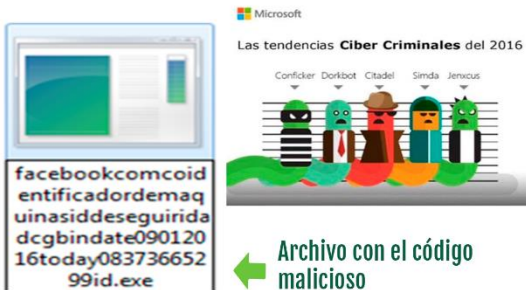 Microsoft
Las tendencias Ciber Criminales del 2016
Conficker Dorkbot Citadel Simda Jenxcus
facebookcomcoid
entificadordemaq
uinasiddeseguirida
dcgbindate090120
16today083736652
99id.exe
Archivo con el código
malicioso